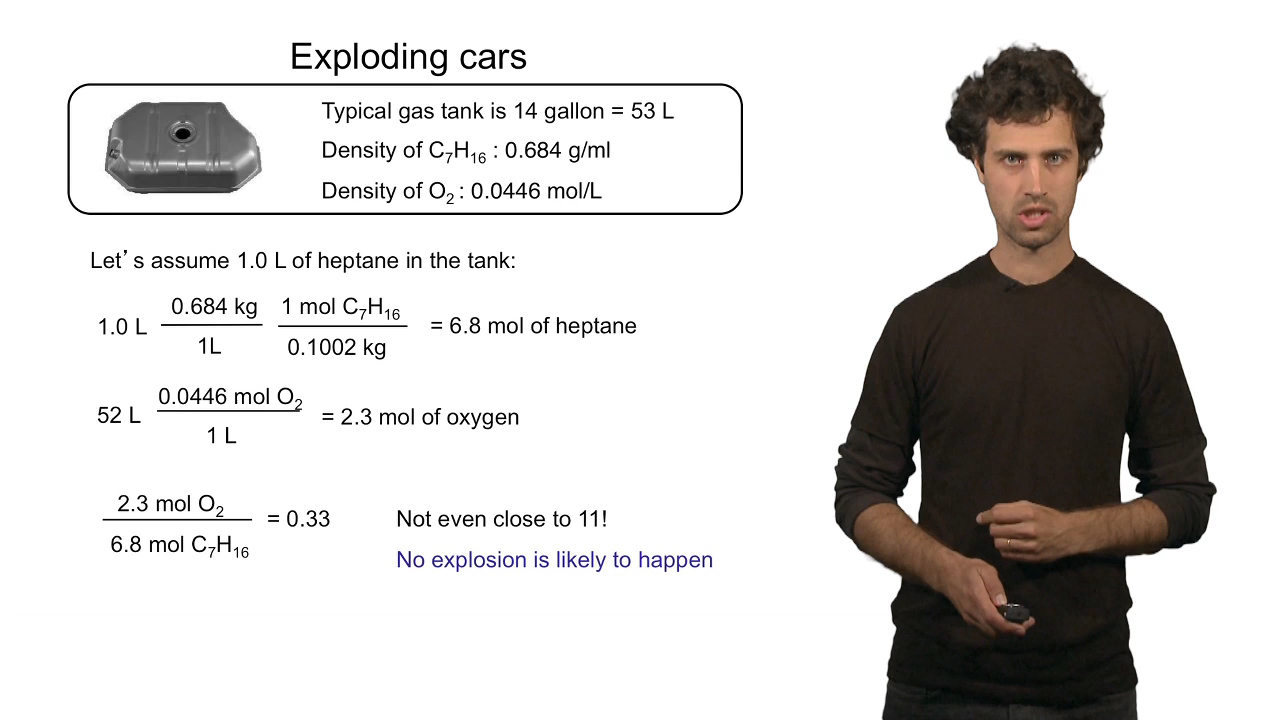 Exploding cars
Typical gas tank is 14 gallon = 53 L
Density of C₇H₁₆ : 0.684 g/ml
Density of O₂ : 0.0446 mol/L
Let’s assume 1.0 L of heptane in the tank:
1.0 L 0.684 kg / 1L 1 mol C₇H₁₆ / 0.1002 kg = 6.8 mol of heptane
52 L 0.0446 mol O₂ / 1 L = 2.3 mol of oxygen
2.3 mol O₂ / 6.8 mol C₇H₁₆ = 0.33 Not even close to 11!
No explosion is likely to happen